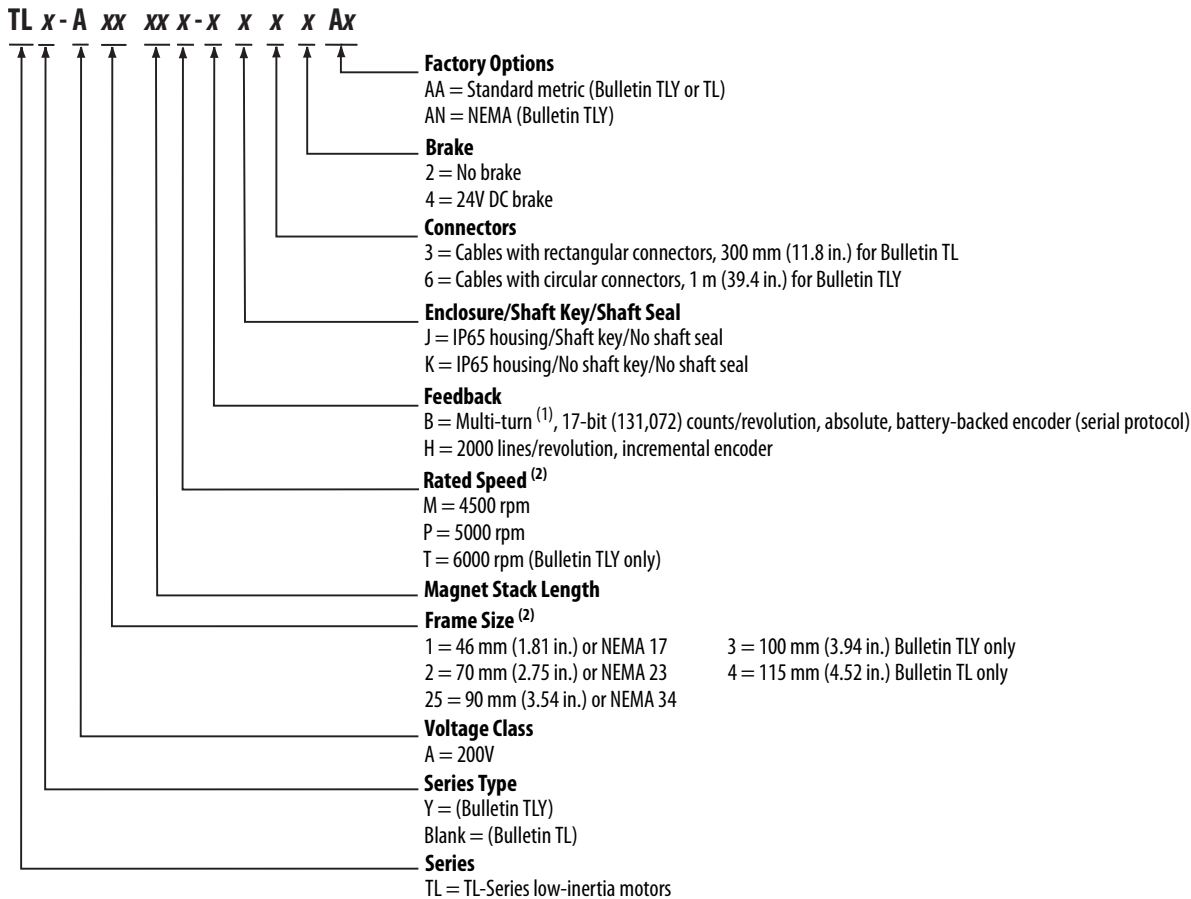 TL x - A xx xx x - x x x x Ax
Factory Options
AA = Standard metric (Bulletin TLY or TL)
AN = NEMA (Bulletin TLY)
Brake
2 = No brake
4 = 24V DC brake
Connectors
3 = Cables with rectangular connectors, 300 mm (11.8 in.) for Bulletin TL
6 = Cables with circular connectors, 1 m (39.4 in.) for Bulletin TLY
Enclosure/Shaft Key/Shaft Seal
J = IP65 housing/Shaft key/No shaft seal
K = IP65 housing/No shaft key/No shaft seal
Feedback
B = Multi-turn (1), 17-bit (131,072) counts/revolution, absolute, battery-backed encoder (serial protocol)
H = 2000 lines/revolution, incremental encoder
Rated Speed (2)
M = 4500 rpm
P = 5000 rpm
T = 6000 rpm (Bulletin TLY only)
Magnet Stack Length
Frame Size (2)
1 = 46 mm (1.81 in.) or NEMA 17 3 = 100 mm (3.94 in.) Bulletin TLY only
2 = 70 mm (2.75 in.) or NEMA 23 4 = 115 mm (4.52 in.) Bulletin TL only
25 = 90 mm (3.54 in.) or NEMA 34
Voltage Class
A = 200V
Series Type
Y = (Bulletin TLY)
Blank = (Bulletin TL)
Series
TL = TL-Series low-inertia motors